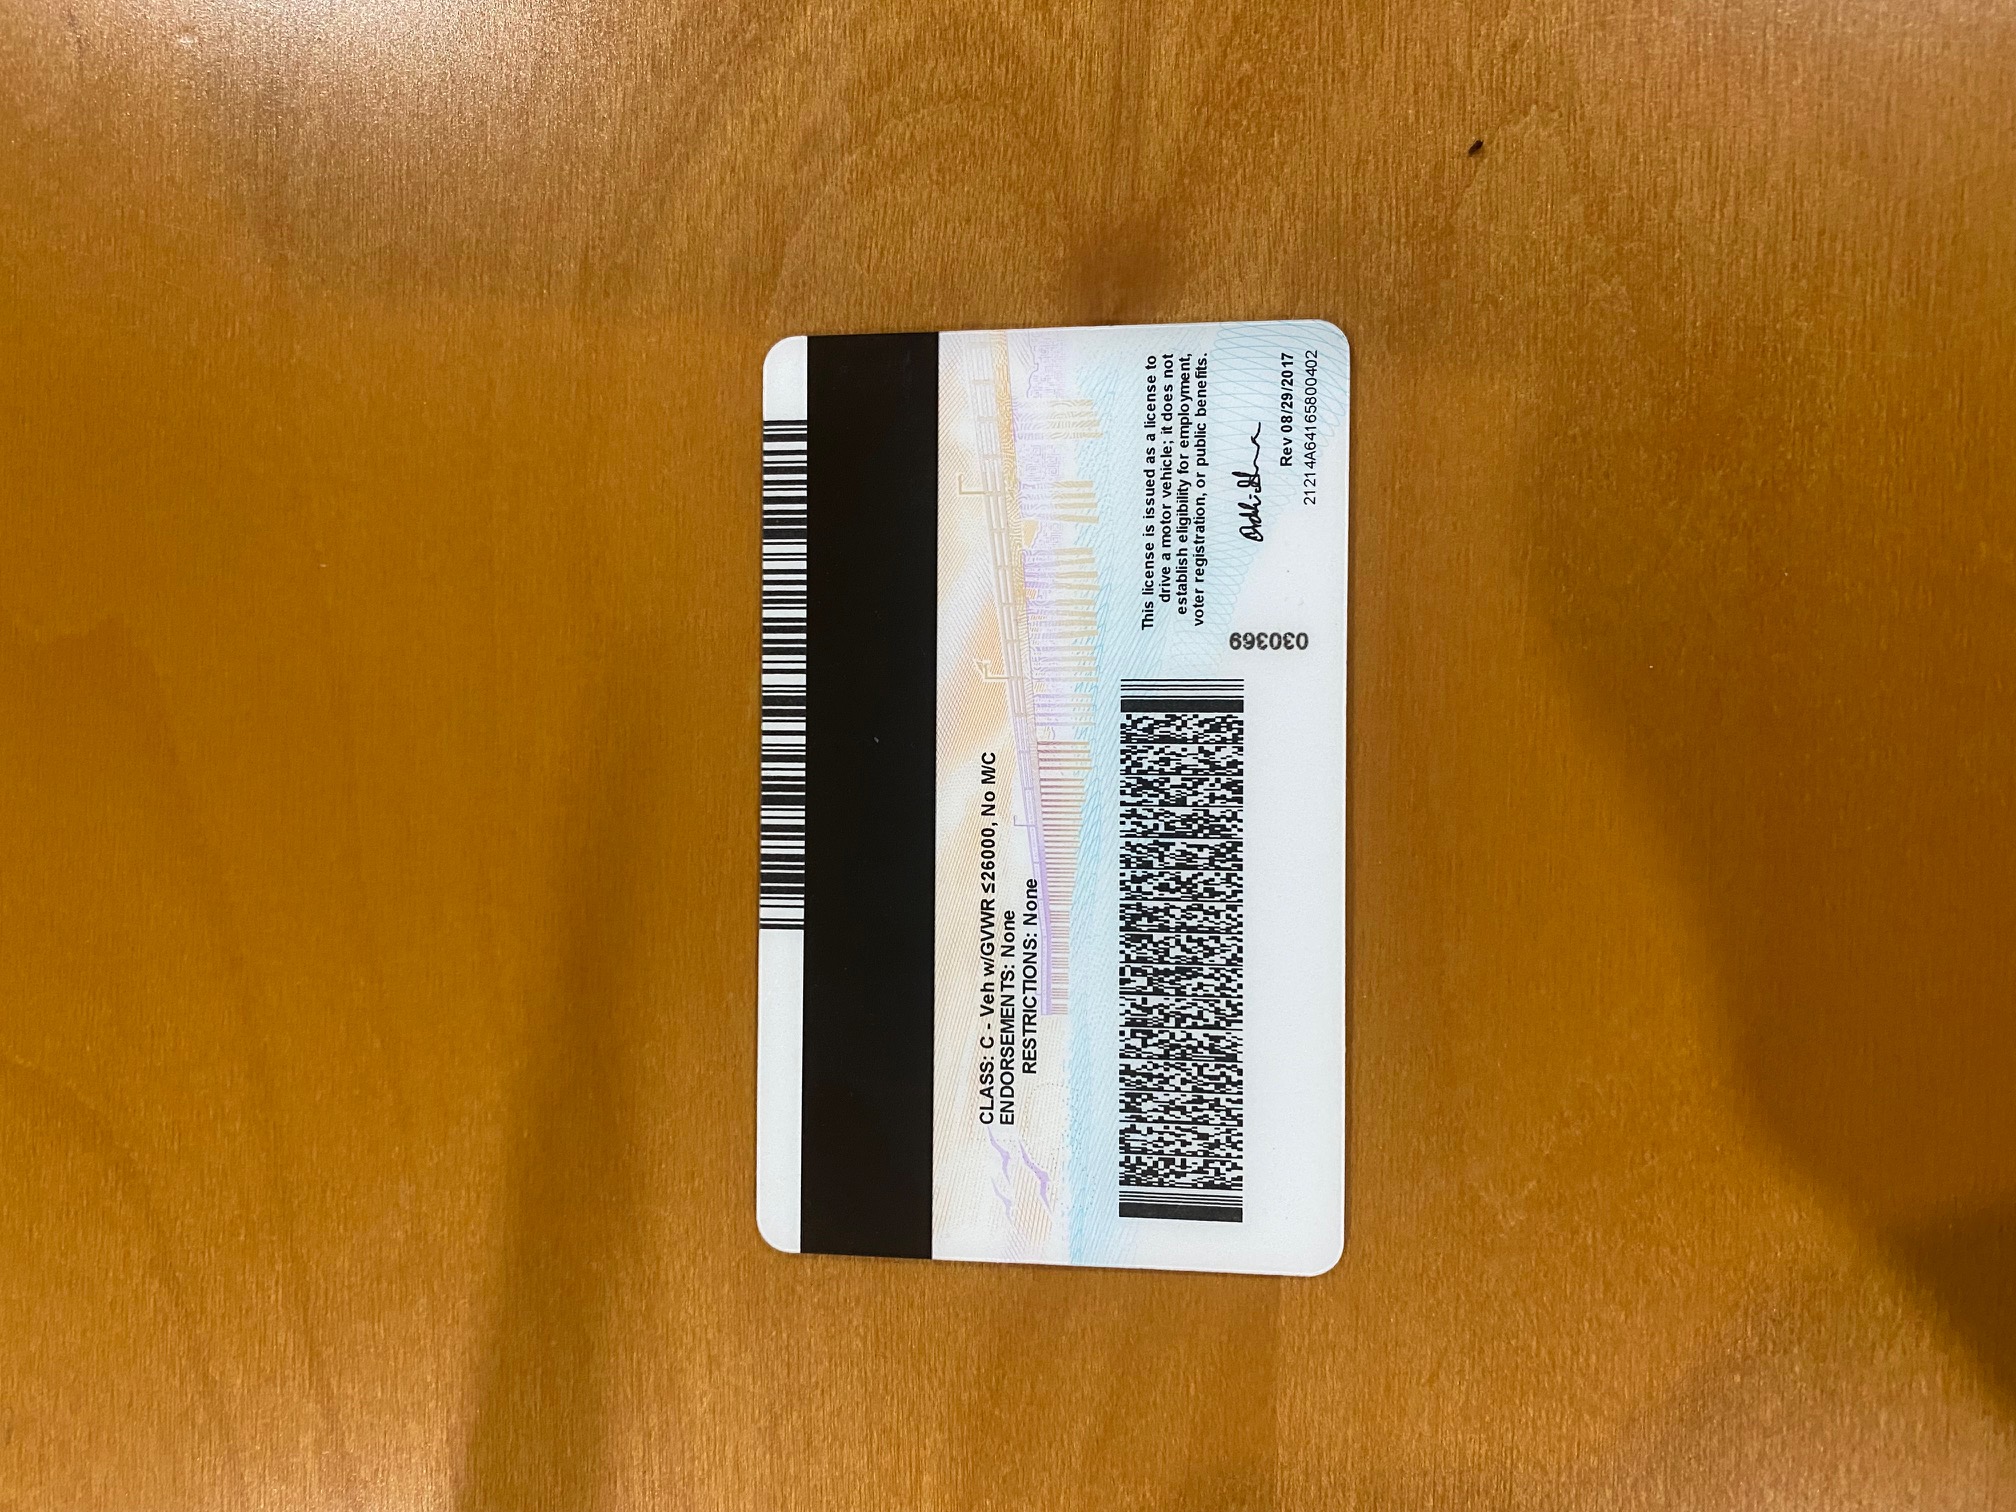 CLASS: C - Veh w/GVWR ≤26000, No M/C
ENDORSEMENTS: None
RESTRICTIONS: None
This license is issued as a license to
drive a motor vehicle; it does not
establish eligibility for employment,
voter registration, or public benefits.
030369
Rev 08/29/2017
21214A64165800402